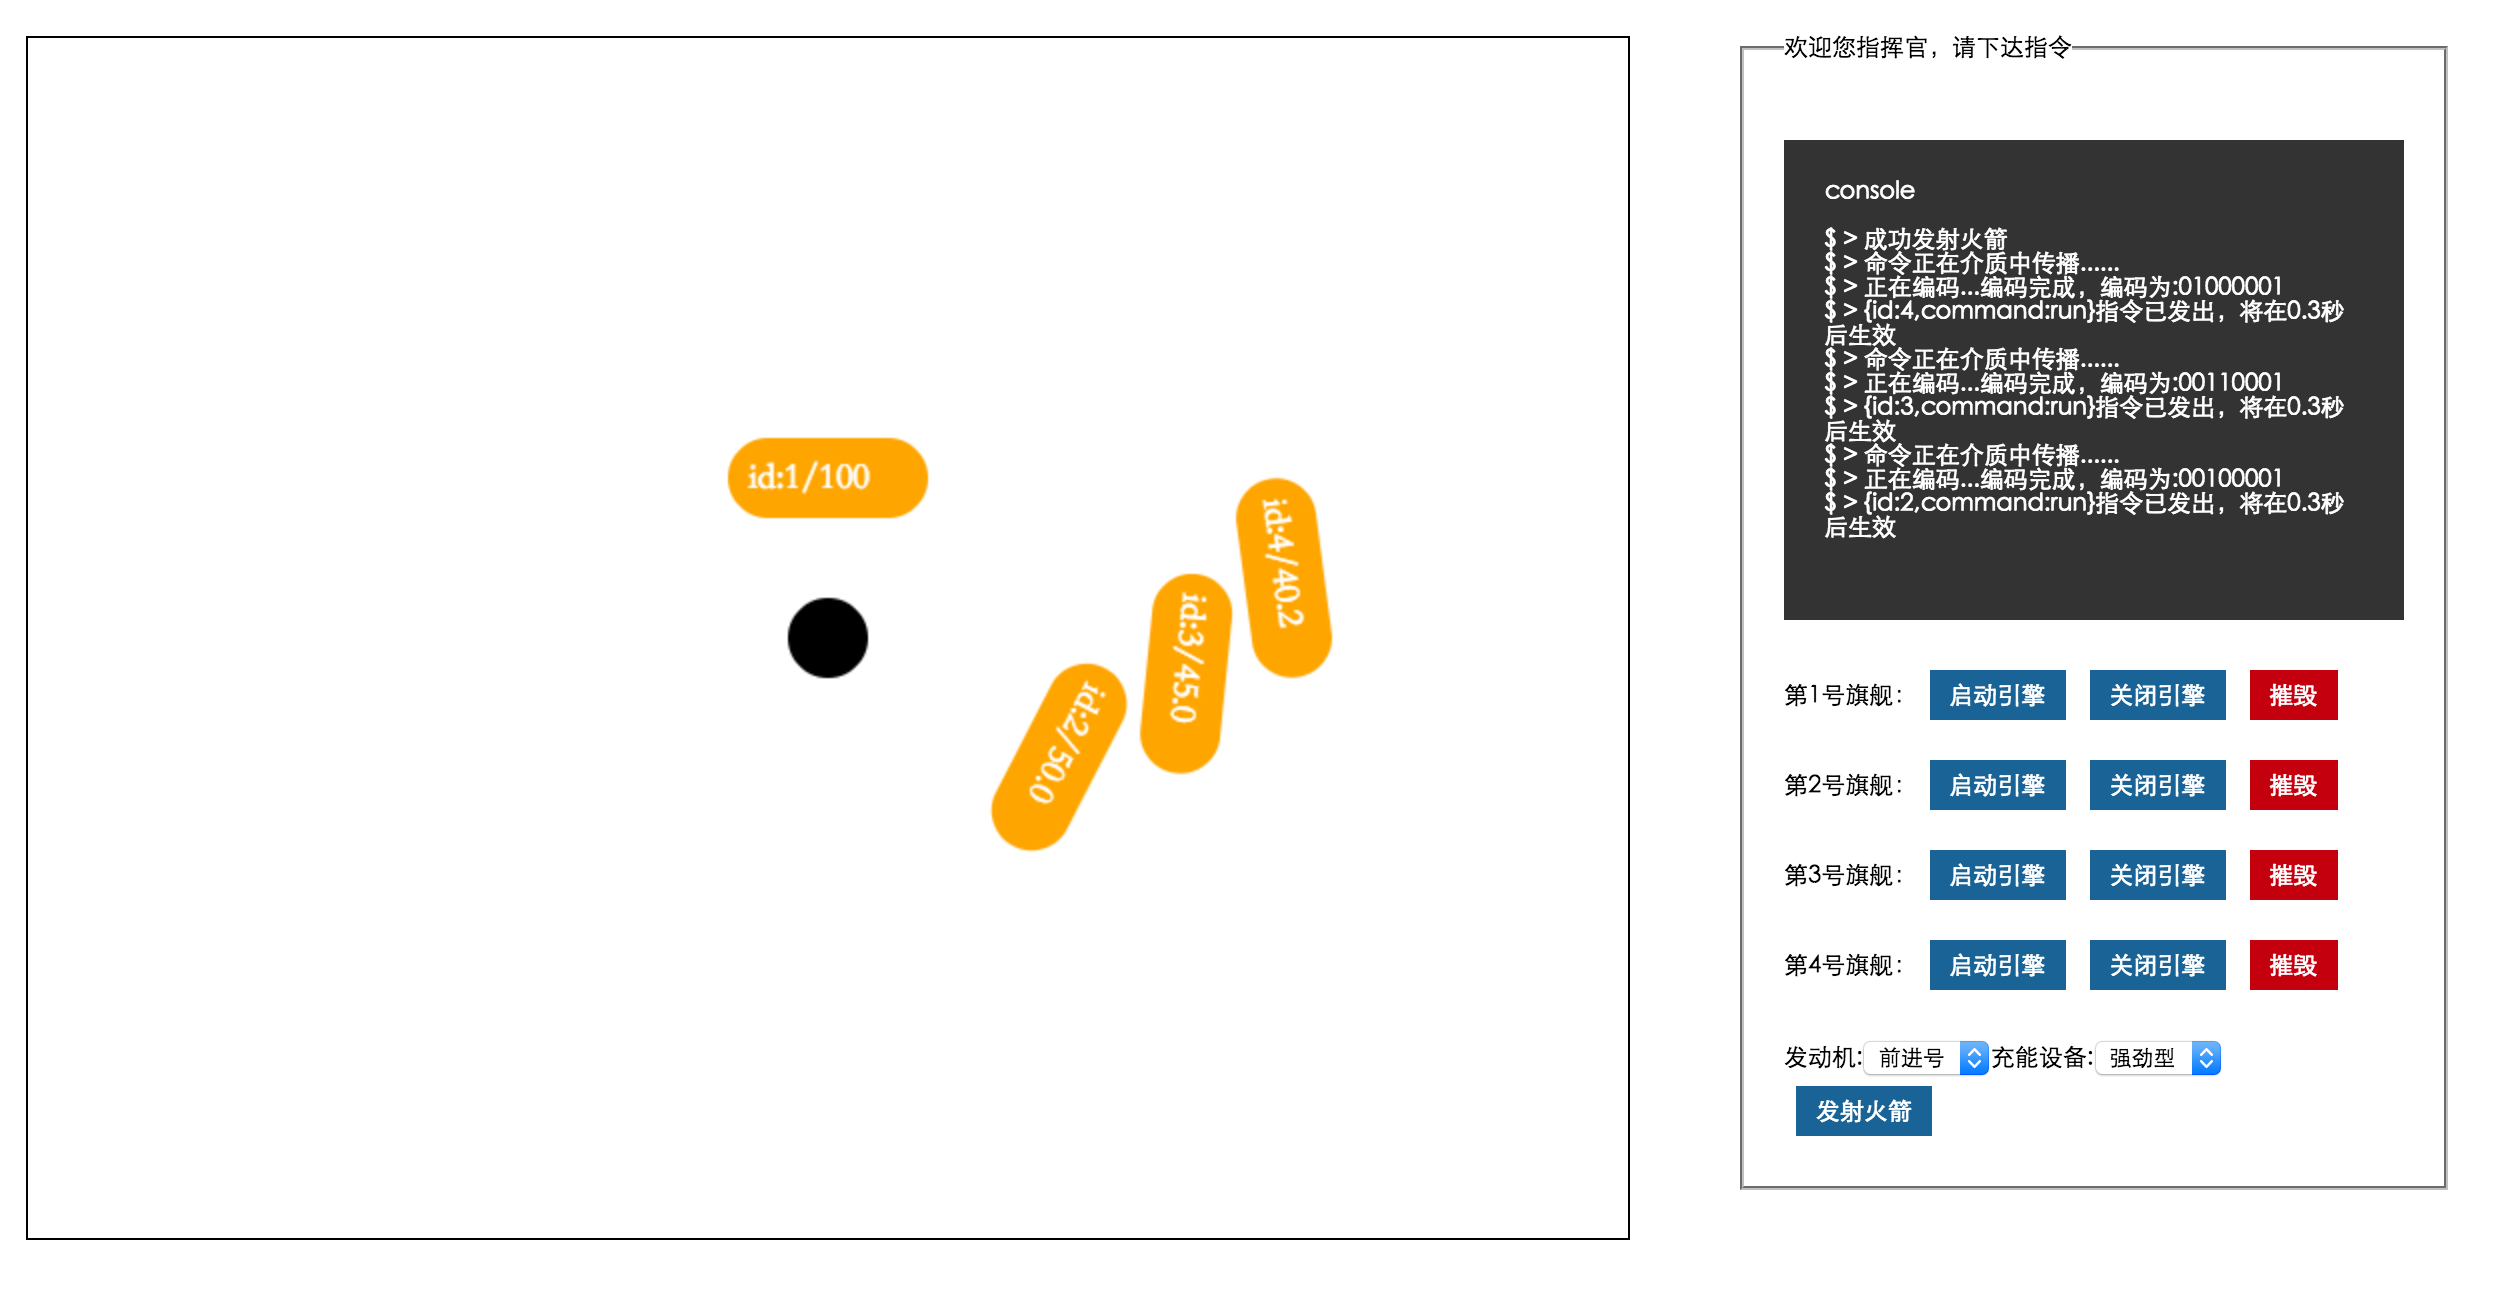 id:1/100
id:4/40.2
id:3/45.0
id:2/50.0
欢迎您指挥官，请下达指令
console
$ > 成功发射火箭
$ > 命令正在介质中传播......
$ > 正在编码...编码完成，编码为:01000001
$ > {id:4,command:run}指令已发出，将在0.3秒
后生效
$ > 命令正在介质中传播......
$ > 正在编码...编码完成，编码为:00110001
$ > {id:3,command:run}指令已发出，将在0.3秒
后生效
$ > 命令正在介质中传播......
$ > 正在编码...编码完成，编码为:00100001
$ > {id:2,command:run}指令已发出，将在0.3秒
后生效
第1号旗舰： 启动引擎 关闭引擎 摧毁
第2号旗舰： 启动引擎 关闭引擎 摧毁
第3号旗舰： 启动引擎 关闭引擎 摧毁
第4号旗舰： 启动引擎 关闭引擎 摧毁
发动机: 前进号 充能设备: 强劲型
发射火箭